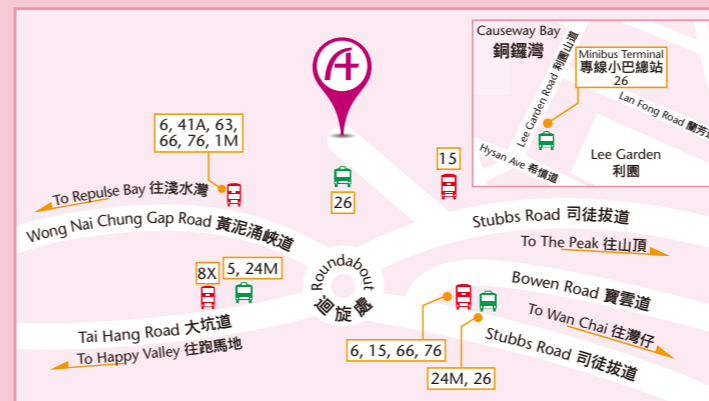 Causeway Bay
銅鑼灣
Minibus Terminal
專線小巴總站
26
Lee Garden Road 利園山道
Lan Fong Road 蘭芳
Hysan Ave 希慎道
Lee Garden
利園
6, 41A, 63,
66, 76, 1M
26
15
To Repulse Bay 往淺水灣
Wong Nai Chung Gap Road 黃泥涌峽道
Stubbs Road 司徒拔道
To The Peak 往山頂
Roundabout
迴旋處
8X
5, 24M
Bowen Road 寶雲道
To Wan Chai 往灣仔
Tai Hang Road 大坑道
To Happy Valley 往跑馬地
6, 15, 66, 76
24M, 26
Stubbs Road 司徒拔道